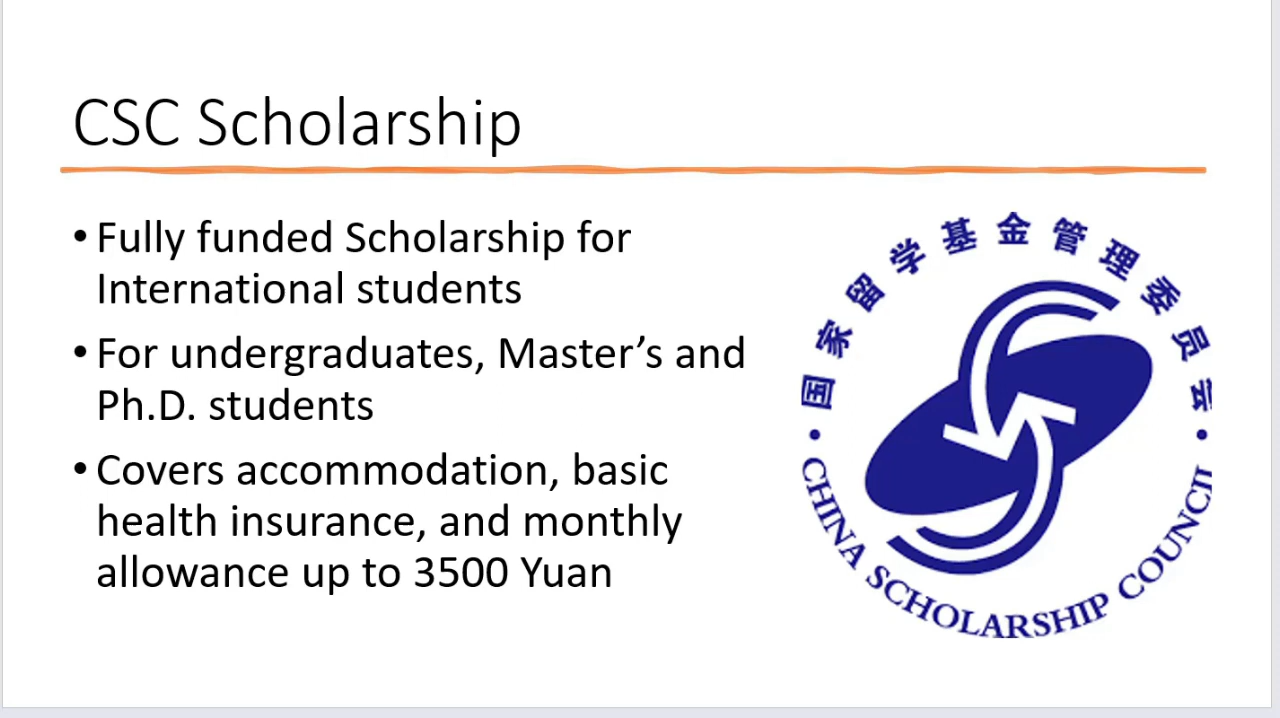 CSC Scholarship
• Fully funded Scholarship for
International students
• For undergraduates, Master’s and
Ph.D. students
• Covers accommodation, basic
health insurance, and monthly
allowance up to 3500 Yuan
国家留学基金管理委员会
• CHINA SCHOLARSHIP COUNCIL •